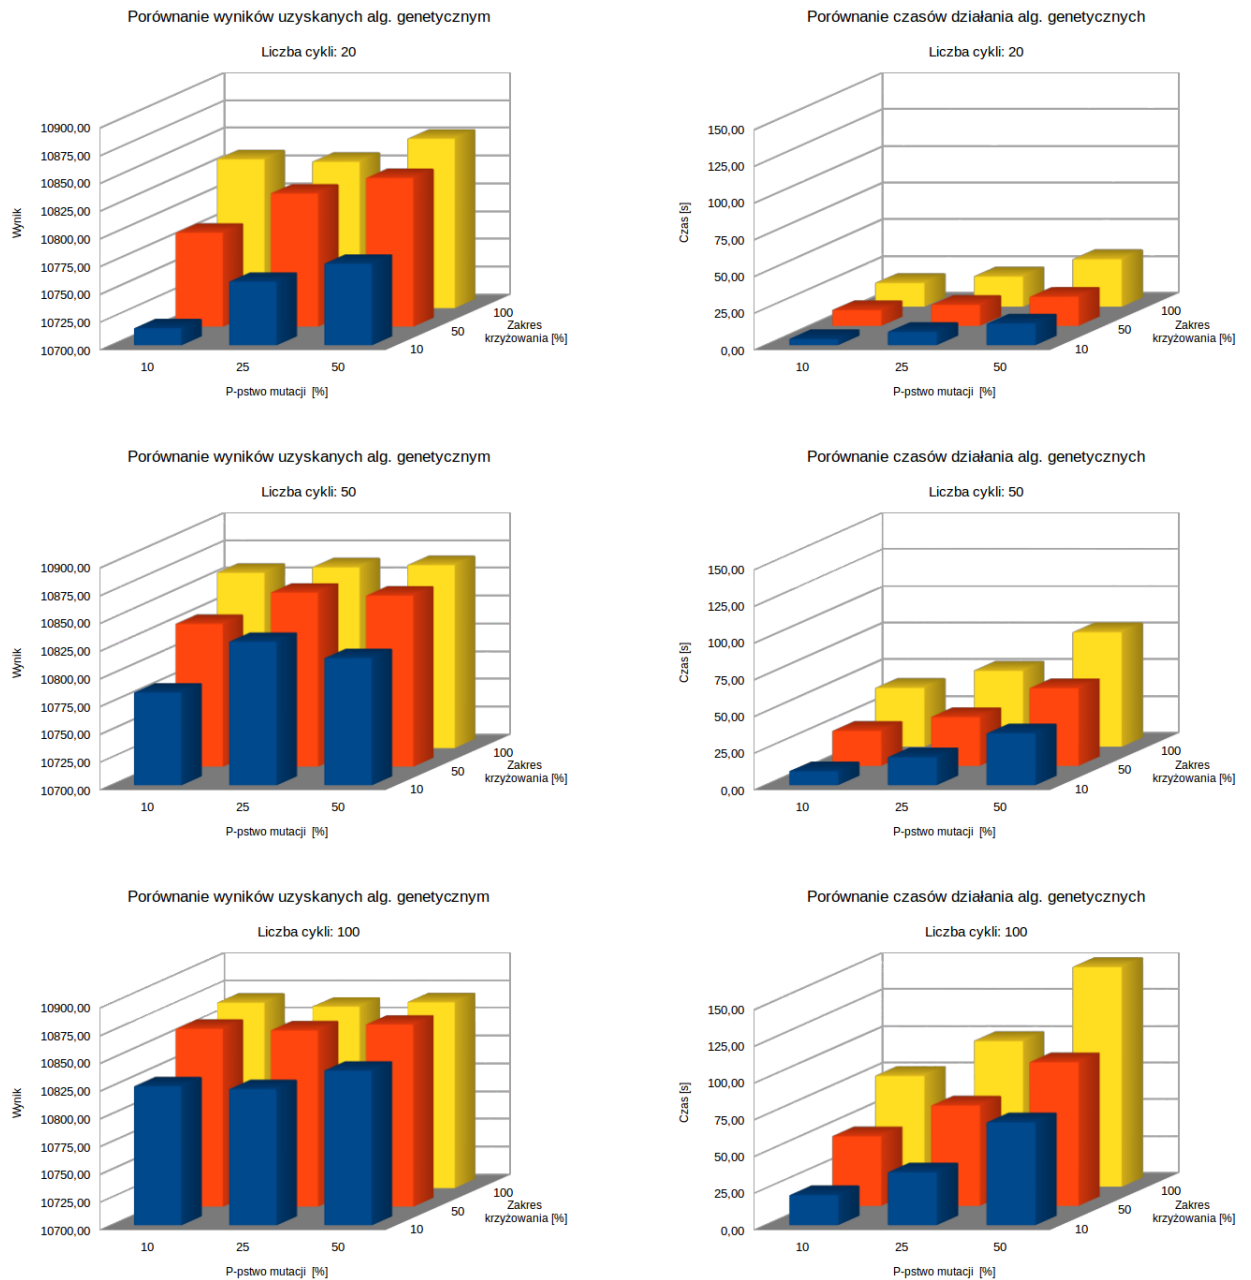 Porównanie wyników uzyskanych alg. genetycznym
Liczba cykli: 20
10900,00
10875,00
10850,00
10825,00
10800,00
10775,00
10750,00
10725,00
10700,00
Wynik
10
25
50
P-pstwo mutacji [%]
10
50
100
Zakres
krzyżowania [%]
Porównanie czasów działania alg. genetycznych
Liczba cykli: 20
150,00
125,00
100,00
75,00
50,00
25,00
0,00
Czas [s]
10
25
50
P-pstwo mutacji [%]
10
50
100
Zakres
krzyżowania [%]
Porównanie wyników uzyskanych alg. genetycznym
Liczba cykli: 50
10900,00
10875,00
10850,00
10825,00
10800,00
10775,00
10750,00
10725,00
10700,00
Wynik
10
25
50
P-pstwo mutacji [%]
10
50
100
Zakres
krzyżowania [%]
Porównanie czasów działania alg. genetycznych
Liczba cykli: 50
150,00
125,00
100,00
75,00
50,00
25,00
0,00
Czas [s]
10
25
50
P-pstwo mutacji [%]
10
50
100
Zakres
krzyżowania [%]
Porównanie wyników uzyskanych alg. genetycznym
Liczba cykli: 100
10900,00
10875,00
10850,00
10825,00
10800,00
10775,00
10750,00
10725,00
10700,00
Wynik
10
25
50
P-pstwo mutacji [%]
10
50
100
Zakres
krzyżowania [%]
Porównanie czasów działania alg. genetycznych
Liczba cykli: 100
150,00
125,00
100,00
75,00
50,00
25,00
0,00
Czas [s]
10
25
50
P-pstwo mutacji [%]
10
50
100
Zakres
krzyżowania [%]